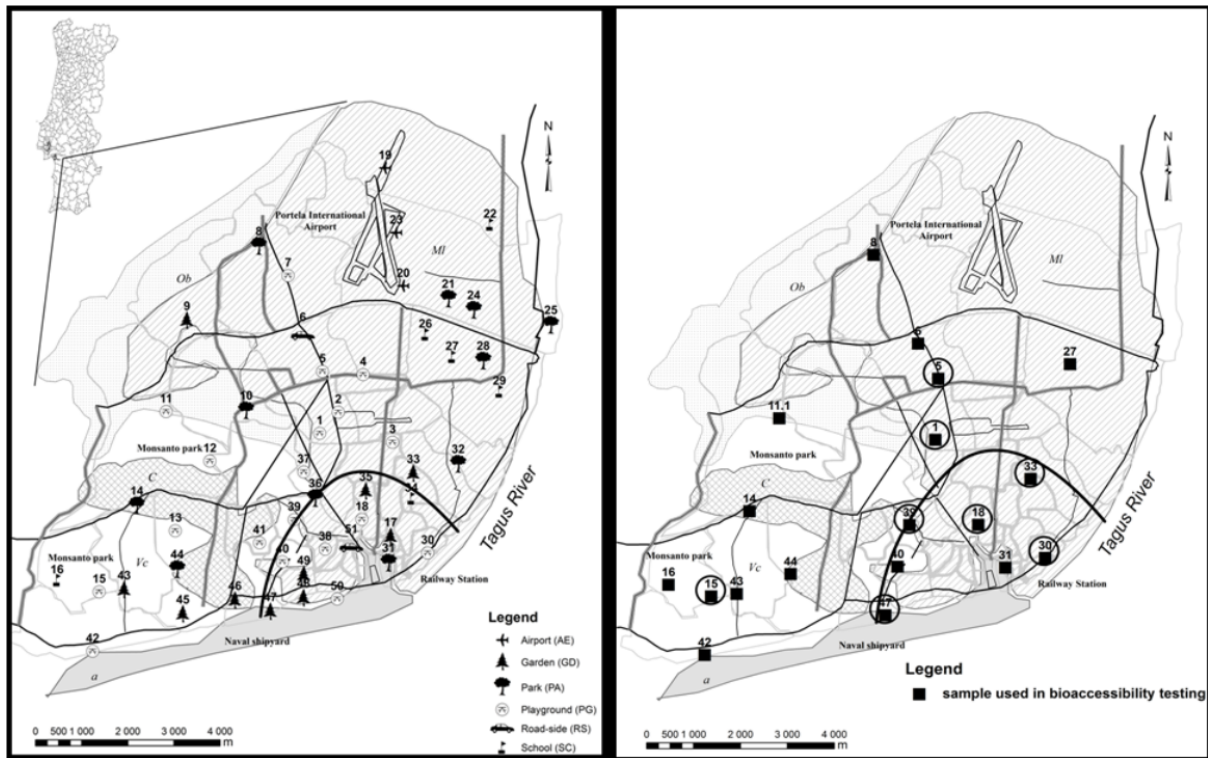 19
N
22
Portela International
Airport
23
Ml
8
7
20
Ob
21
24
9
25
6
26
27
28
5
4
29
11
10
2
1
3
Monsanto park
12
37
32
33
C
36
35
14
39
18
13
41
51
17
38
Tagus River
40
31
30
Monsanto park
44
49
Vc
16
15
43
Railway Station
46
48
50
45
47
Legend
Airport (AE)
42
Naval shipyard
Garden (GD)
a
Park (PA)
Playground (PG)
Road-side (RS)
School (SC)
0 500 1 000 2 000 3 000 4 000
m
N
Portela International
Airport
Ml
8
Ob
6
27
5
11.1
1
Monsanto park
33
C
14
39
18
Tagus River
40
31
30
Monsanto park
44
Vc
16
15
43
Railway Station
47
42
Naval shipyard
a
Legend
sample used in bioaccessibility testing
0 500 1 000 2 000 3 000 4 000
m